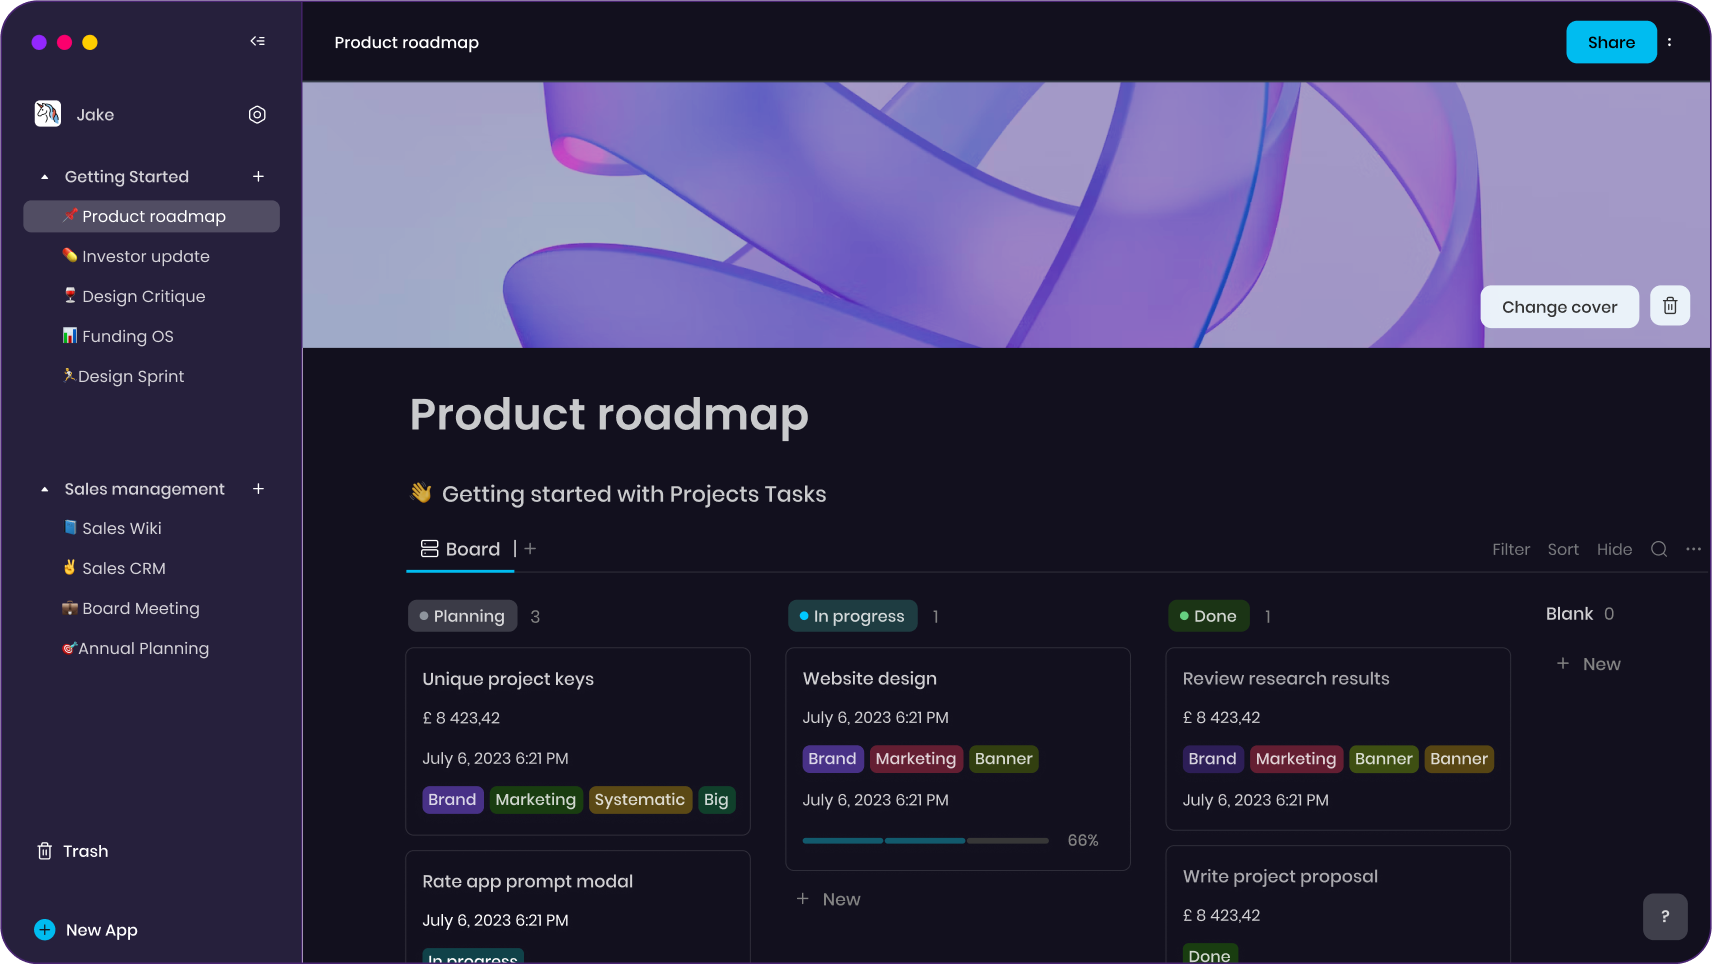 Product roadmap
Share
Jake
Getting Started
Product roadmap
Investor update
Design Critique
Funding OS
Design Sprint
Sales management
Sales Wiki
Sales CRM
Board Meeting
Annual Planning
Trash
New App
Change cover
Product roadmap
👋 Getting started with Projects Tasks
Board | +
Filter Sort Hide
Planning 3
Unique project keys
£ 8 423,42
July 6, 2023 6:21 PM
Brand Marketing Systematic Big
Rate app prompt modal
July 6, 2023 6:21 PM
In progress
In progress 1
Website design
July 6, 2023 6:21 PM
Brand Marketing Banner
July 6, 2023 6:21 PM
66%
+ New
Done 1
Review research results
£ 8 423,42
Brand Marketing Banner Banner
July 6, 2023 6:21 PM
Write project proposal
£ 8 423,42
Done
Blank 0
+ New
?